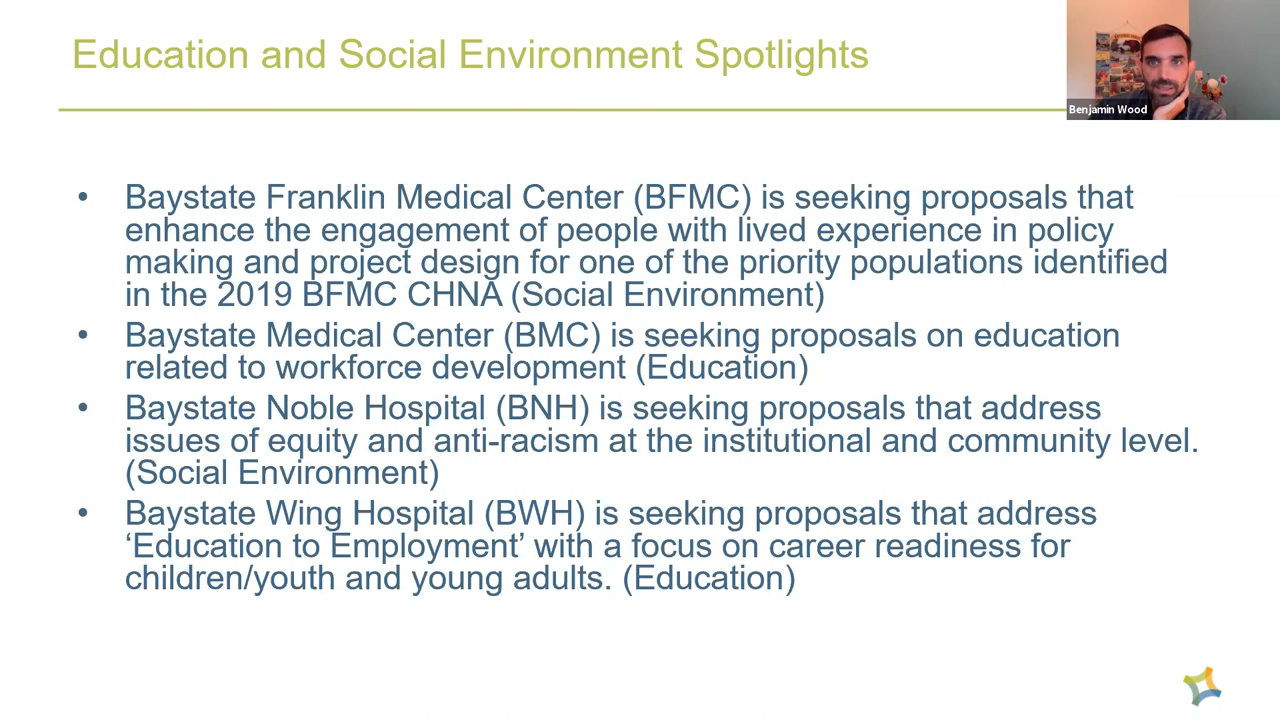 Education and Social Environment Spotlights
Benjamin Wood
• Baystate Franklin Medical Center (BFMC) is seeking proposals that
enhance the engagement of people with lived experience in policy
making and project design for one of the priority populations identified
in the 2019 BFMC CHNA (Social Environment)
• Baystate Medical Center (BMC) is seeking proposals on education
related to workforce development (Education)
• Baystate Noble Hospital (BNH) is seeking proposals that address
issues of equity and anti-racism at the institutional and community level.
(Social Environment)
• Baystate Wing Hospital (BWH) is seeking proposals that address
‘Education to Employment’ with a focus on career readiness for
children/youth and young adults. (Education)